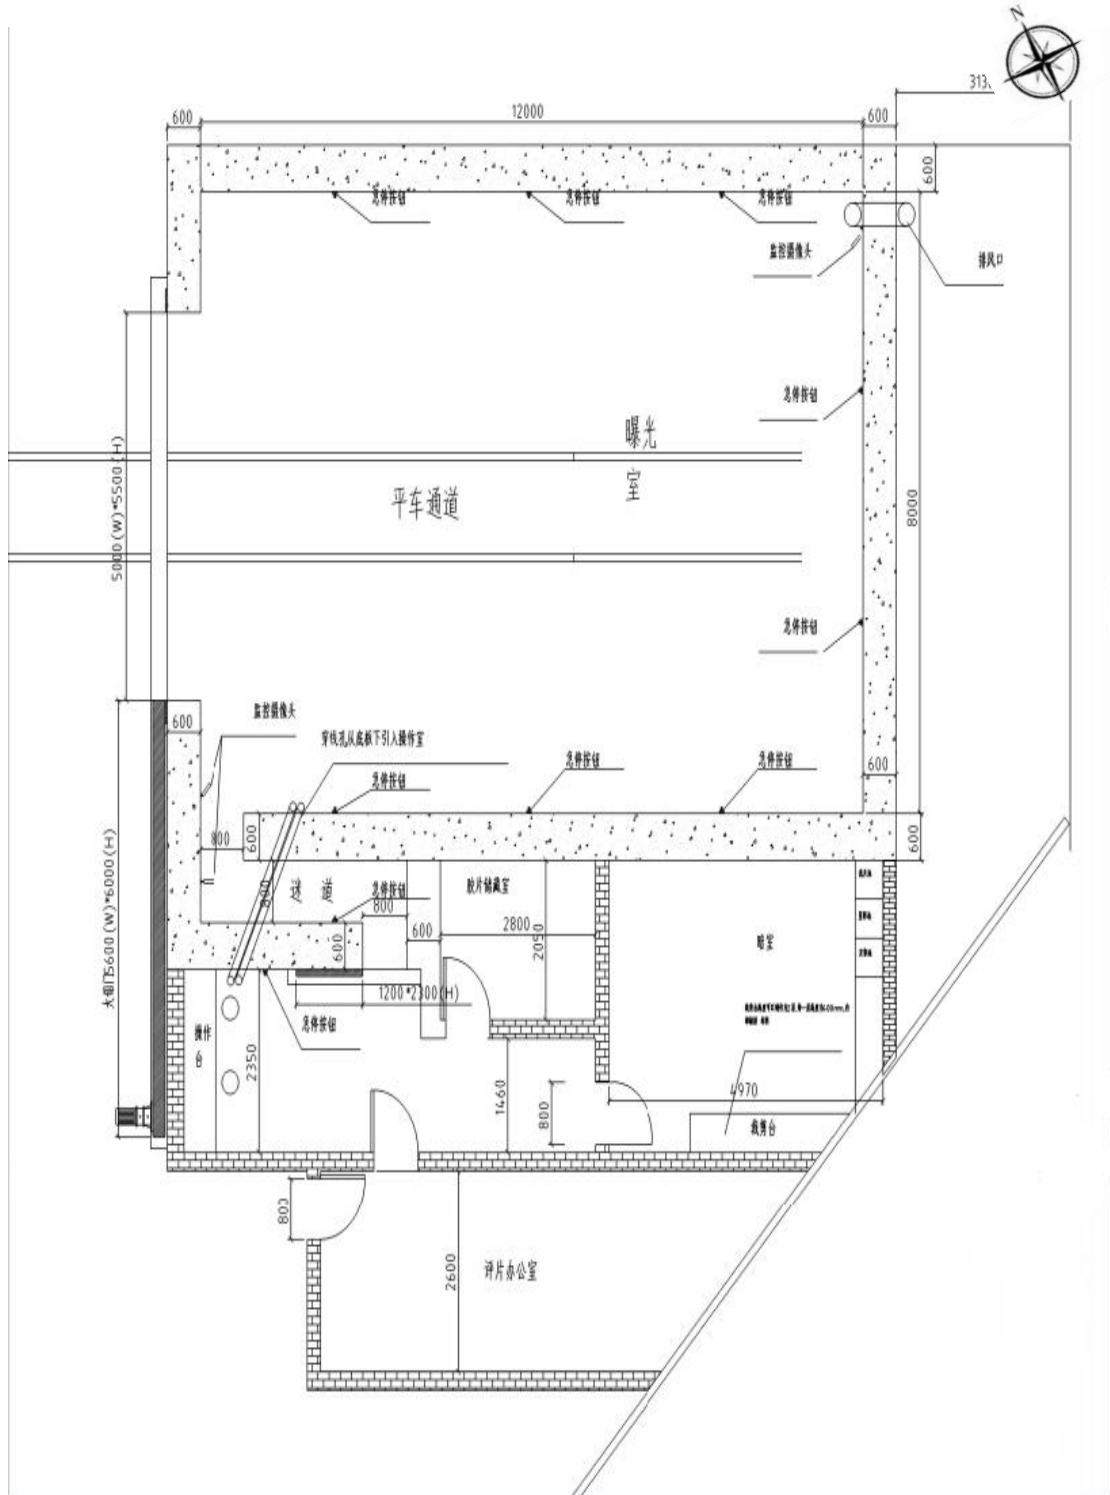 N
313
600
12000
600
600
急停按钮
急停按钮
急停按钮
监控摄像头
排风口
急停按钮
曝光
室
平车通道
5000(W)*5500(H)
8000
急停按钮
监控摄像头
600
穿线孔从底板下引入操作室
急停按钮
急停按钮
急停按钮
600
800
600
600
大铅门5600(W)*6000(H)
800
迷 道
急停按钮
800
胶片储藏室
600
2800
2050
暗室
600
1200*2300(H)
急停按钮
操作
台
2350
1460
800
4970
裁剪台
800
2600
评片办公室